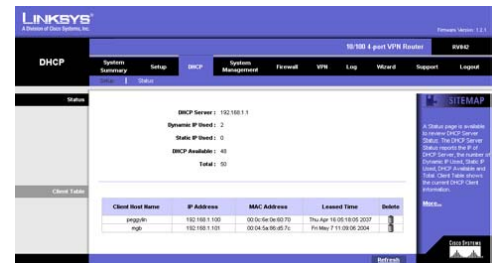 LINKSYS®
A Division of Cisco Systems, Inc.
Firmware Version: 1.2.1
10/100 4-port VPN Router
RV042
DHCP
System Summary
Setup
DHCP
System Management
Firewall
VPN
Log
Wizard
Support
Logout
Setup | Status
Status
DHCP Server : 192.168.1.1
Dynamic IP Used : 2
Static IP Used : 0
DHCP Available : 48
Total : 50
SITEMAP
A Status page is available
to review DHCP Server
Status. The DHCP Server
Status reports the IP of
DHCP Server, the number of
Dynamic IP Used, Static IP
Used, DHCP Available and
Total. Client Table shows
the current DHCP Client
information.
More...
Client Table
Client Host Name IP Address MAC Address Leased Time Delete
peggylin 192.168.1.100 00:0c:6e:0e:60:70 Thu Apr 16 05:18:05 2037
mgb 192.168.1.101 00:04:5a:86:d5:7c Fri May 7 11:09:06 2004
Refresh
CISCO SYSTEMS